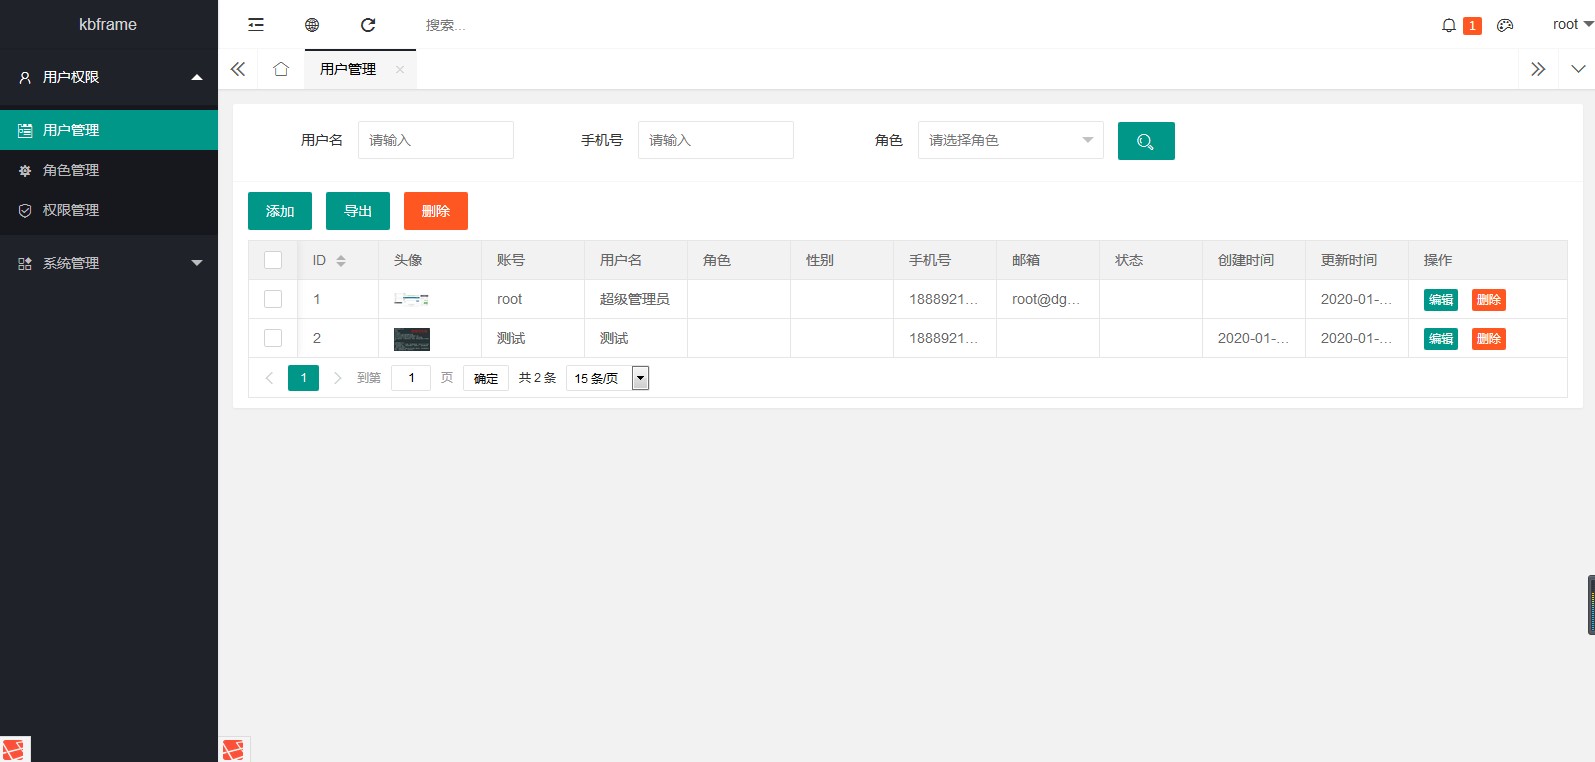 kbframe
搜索...
1
root
用户权限
用户管理
角色管理
权限管理
系统管理
用户管理
用户名 请输入 手机号 请输入 角色 请选择角色
添加 导出 删除
ID 头像 账号 用户名 角色 性别 手机号 邮箱 状态 创建时间 更新时间 操作
1 root 超级管理员 1888921... root@dg... 2020-01-... 编辑 删除
2 测试 测试 1888921... 2020-01-... 2020-01-... 编辑 删除
1 到第 1 页 确定 共 2 条 15 条/页